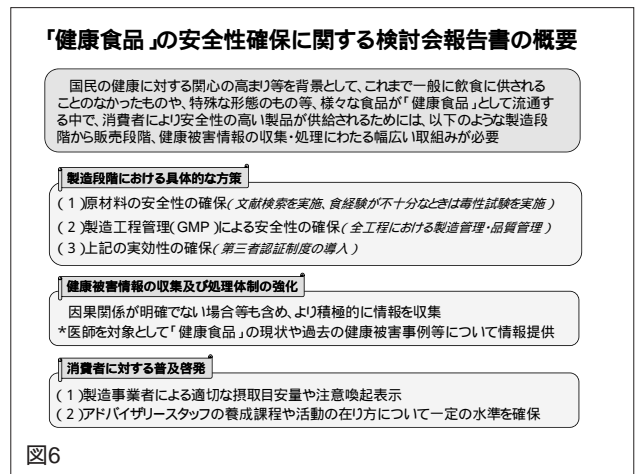 「健康食品」の安全性確保に関する検討会報告書の概要
国民の健康に対する関心の高まり等を背景として、これまで一般に飲食に供される
ことのなかったものや、特殊な形態のもの等、様々な食品が「健康食品」として流通す
る中で、消費者により安全性の高い製品が供給されるためには、以下のような製造段
階から販売段階、健康被害情報の収集・処理にわたる幅広い取組みが必要
製造段階における具体的な方策
(1)原材料の安全性の確保(文献検索を実施、食経験が不十分なときは毒性試験を実施)
(2)製造工程管理(GMP)による安全性の確保(全工程における製造管理・品質管理)
(3)上記の実効性の確保(第三者認証制度の導入)
健康被害情報の収集及び処理体制の強化
因果関係が明確でない場合等も含め、より積極的に情報を収集
*医師を対象として「健康食品」の現状や過去の健康被害事例等について情報提供
消費者に対する普及啓発
(1)製造事業者による適切な摂取目安量や注意喚起表示
(2)アドバイザリースタッフの養成課程や活動の在り方について一定の水準を確保
図6